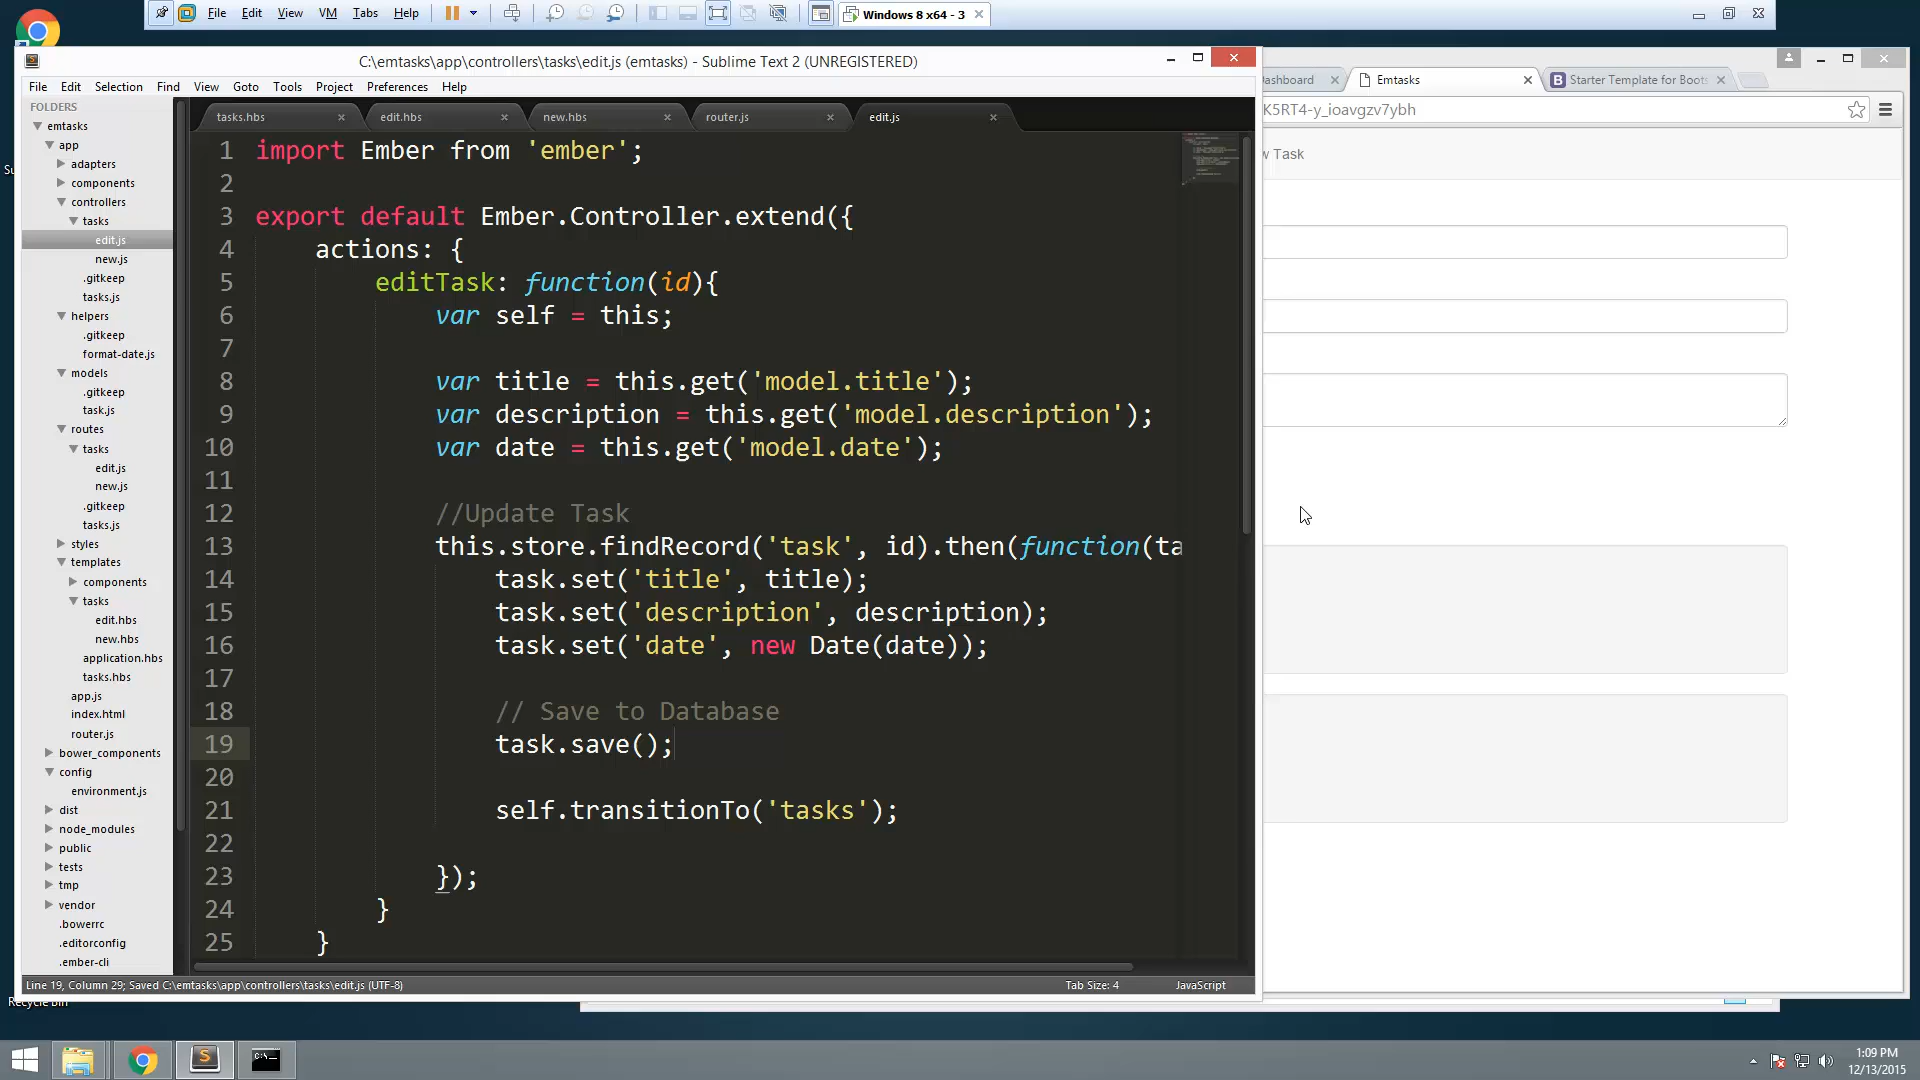 File Edit View VM Tabs Help
Windows 8 x64 - 3
C:\emtasks\app\controllers\tasks\edit.js (emtasks) - Sublime Text 2 (UNREGISTERED)
File Edit Selection Find View Goto Tools Project Preferences Help
FOLDERS
emtasks
app
adapters
components
controllers
tasks
edit.js
new.js
.gitkeep
tasks.js
helpers
.gitkeep
format-date.js
models
.gitkeep
task.js
routes
tasks
edit.js
new.js
.gitkeep
tasks.js
styles
templates
components
tasks
edit.hbs
new.hbs
application.hbs
tasks.hbs
app.js
index.html
router.js
bower_components
config
environment.js
dist
node_modules
public
tests
tmp
vendor
.bowerrc
.editorconfig
.ember-cli
tasks.hbs edit.hbs new.hbs router.js edit.js
1 import Ember from 'ember';
2
3 export default Ember.Controller.extend({
4 actions: {
5 editTask: function(id){
6 var self = this;
7
8 var title = this.get('model.title');
9 var description = this.get('model.description');
10 var date = this.get('model.date');
11
12 //Update Task
13 this.store.findRecord('task', id).then(function(ta
14 task.set('title', title);
15 task.set('description', description);
16 task.set('date', new Date(date));
17
18 // Save to Database
19 task.save();
20
21 self.transitionTo('tasks');
22
23 });
24 }
25 }
Line 19, Column 29; Saved C:\emtasks\app\controllers\tasks\edit.js (UTF-8)
Tab Size: 4
JavaScript
ashboard
Emtasks
Starter Template for Boots
K5RT4-y_ioavgzv7ybh
w Task
Recycle Bin
1:09 PM
12/13/2015